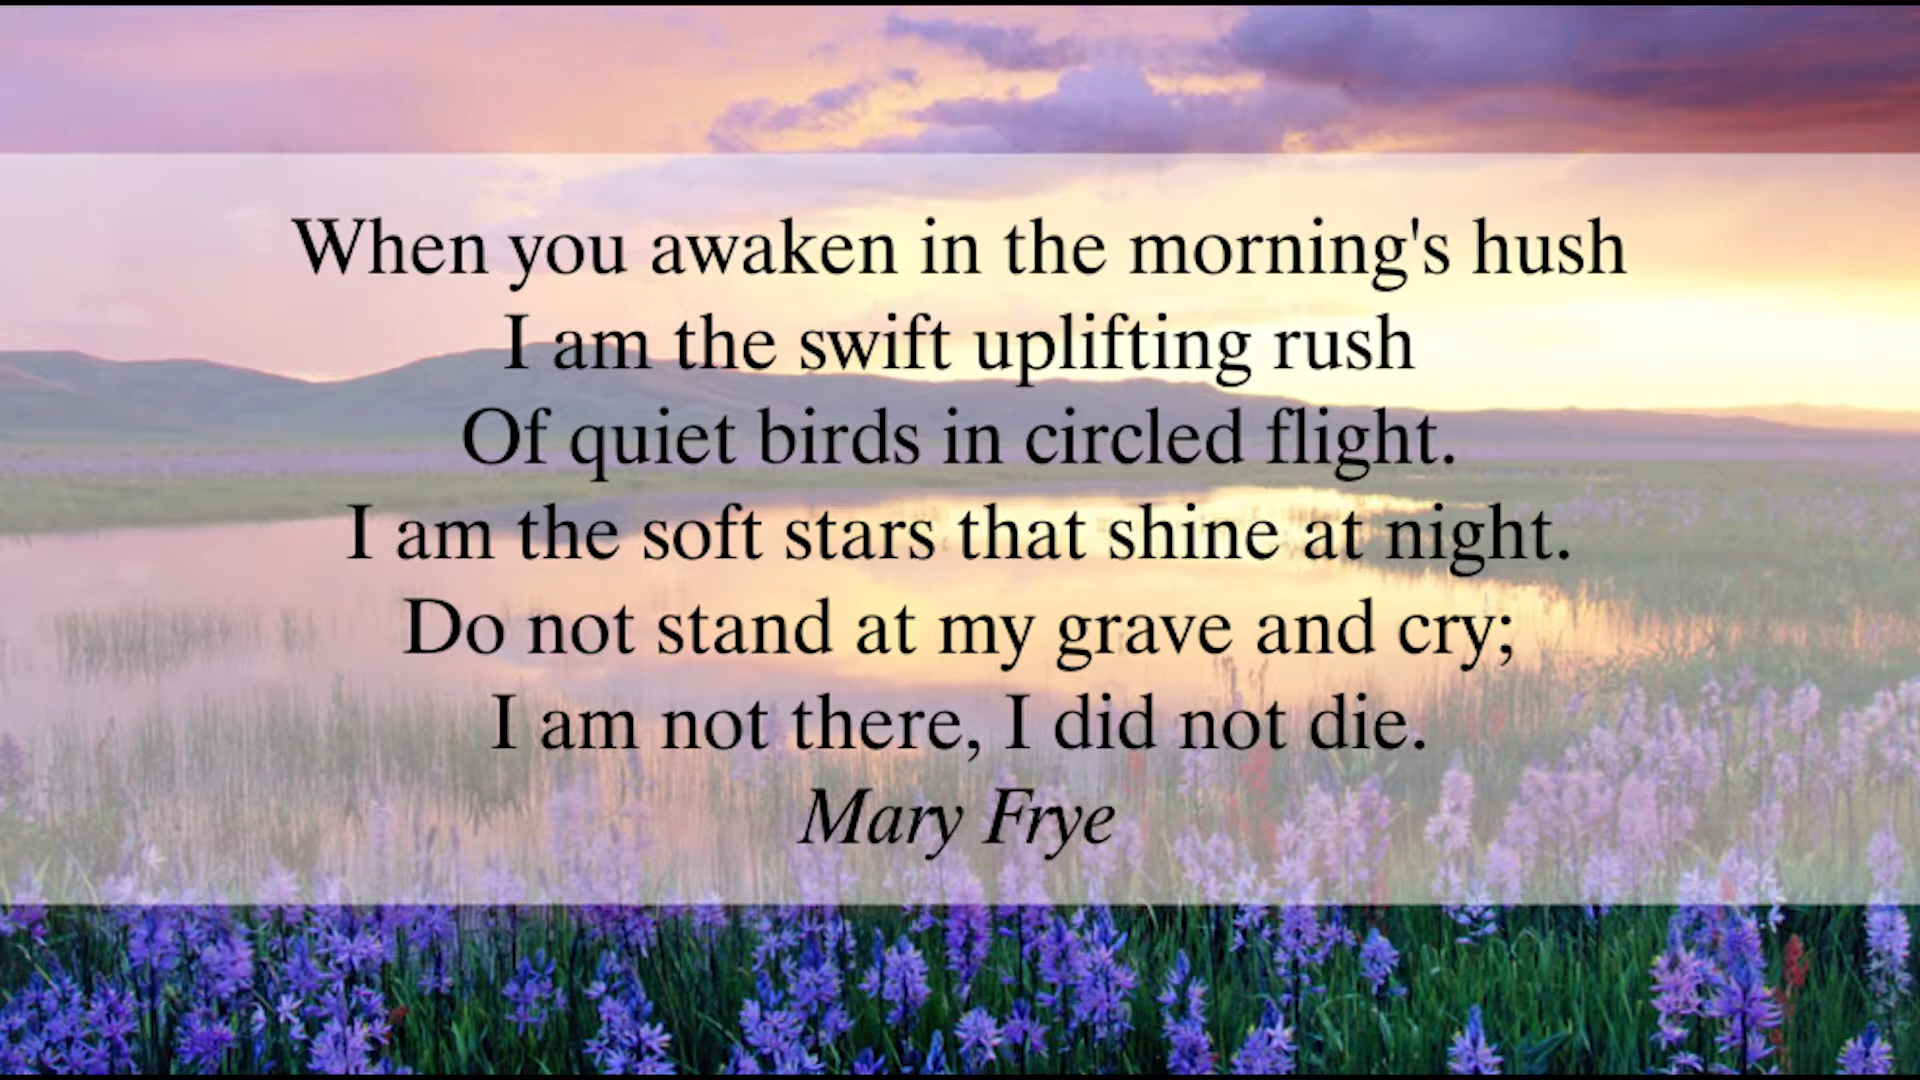 When you awaken in the morning's hush
I am the swift uplifting rush
Of quiet birds in circled flight.
I am the soft stars that shine at night.
Do not stand at my grave and cry;
I am not there, I did not die.
Mary Frye